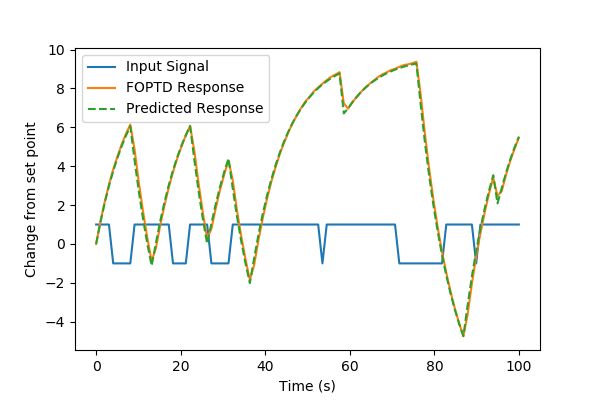 Input Signal
FOPTD Response
Predicted Response
Change from set point
10
8
6
4
2
0
−2
−4
0 20 40 60 80 100
Time (s)